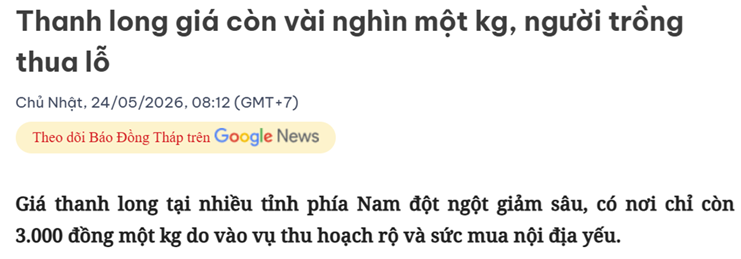 Thanh long giá còn vài nghìn một kg, người trồng
thua lỗ
Chủ Nhật, 24/05/2026, 08:12 (GMT+7)
Theo dõi Báo Đồng Tháp trên Google News
Giá thanh long tại nhiều tỉnh phía Nam đột ngột giảm sâu, có nơi chỉ còn
3.000 đồng một kg do vào vụ thu hoạch rộ và sức mua nội địa yếu.